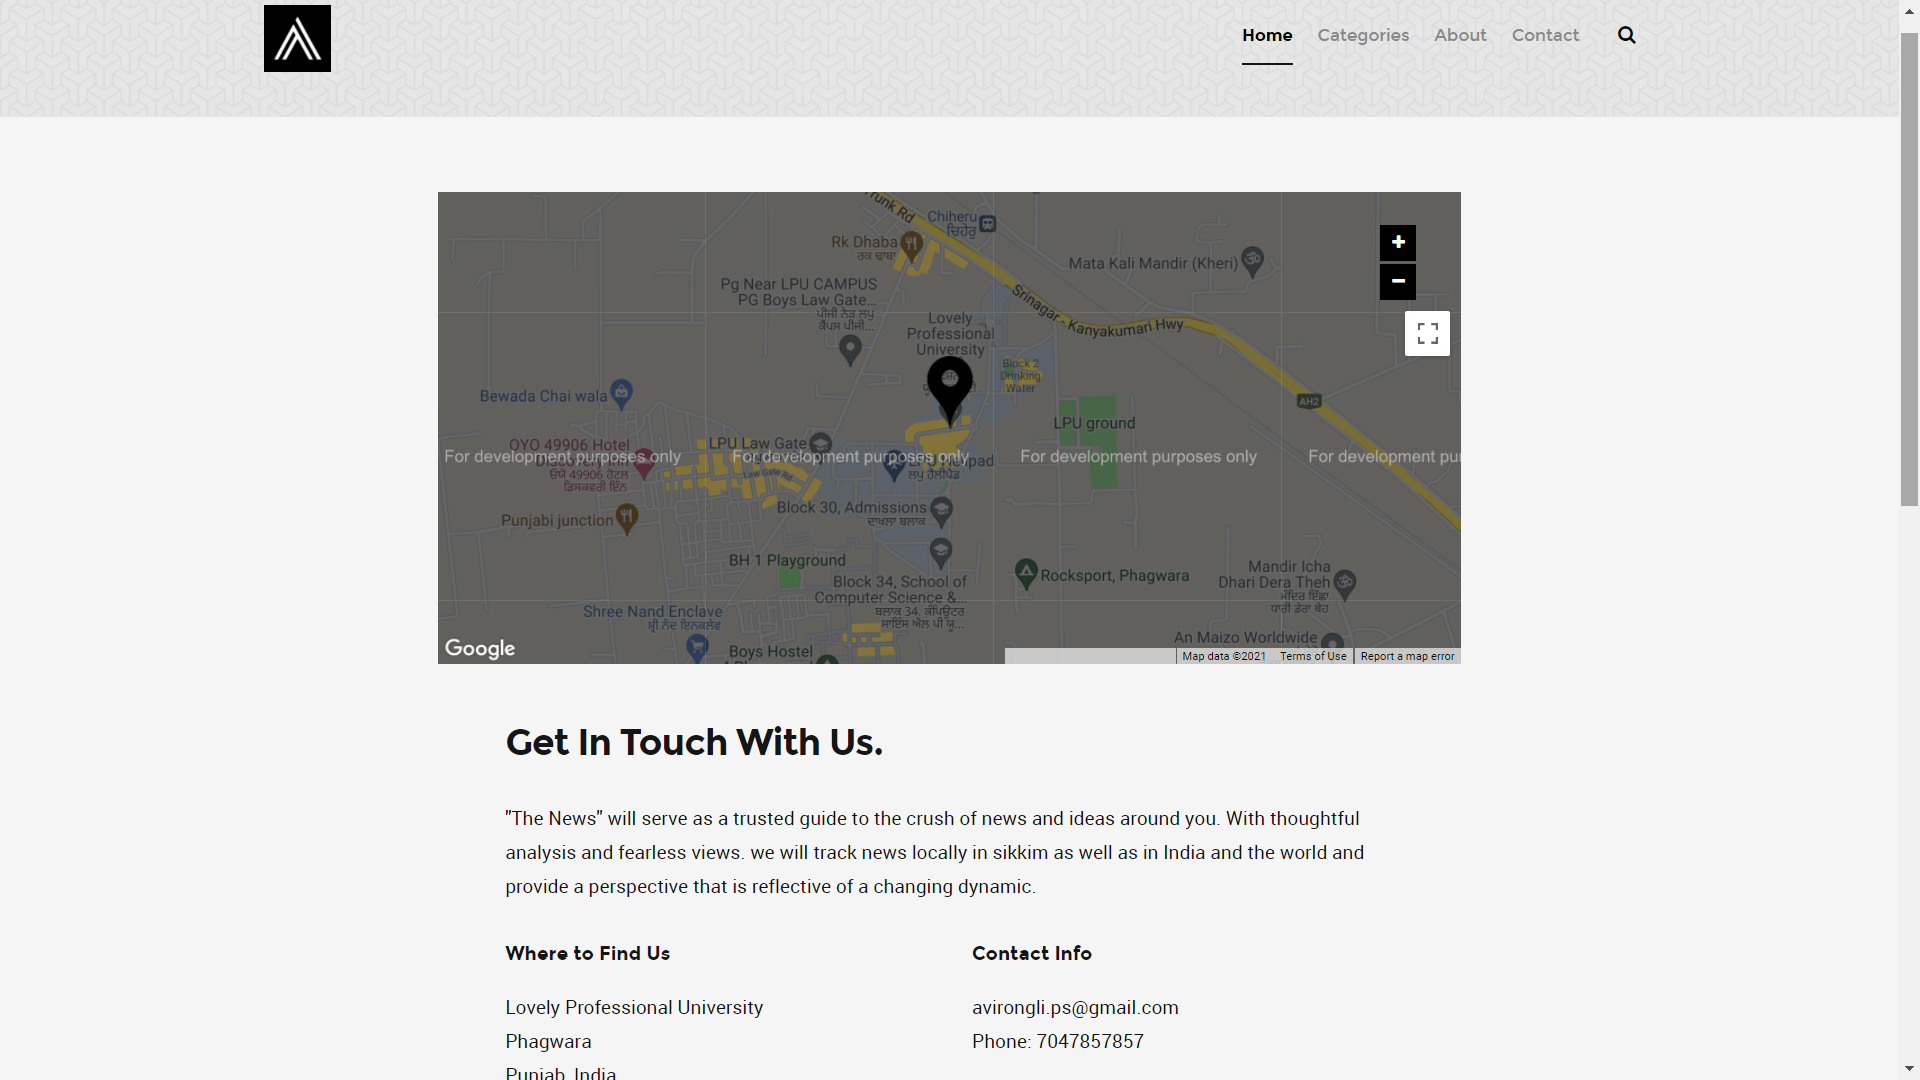 Home Categories About Contact
Trunk Rd
Chiheru
ਚਿਹੇਰੁ
Rk Dhaba
ਰਕ ਢਾਬਾ
Mata Kali Mandir (Kheri)
Pg Near LPU CAMPUS
PG Boys Law Gate...
ਪੀਜੀ ਨੇੜ ਲਪੁ
ਕੈਂਪਸ ਪੀਜੀ...
Srinagar - Kanyakumari Hwy
Lovely
Professional
University
Block 2
Drinking
Water
Bewada Chai wala
AH2
LPU ground
OYO 49906 Hotel
Discovery Inn
ਓਯੋ 49906 ਹੋਟਲ
ਡਿਸਕਵਰੀ ਇੰਨ
LPU Law Gate
For development purposes only
For development purposes only
For development purposes only
For development pu
ਲਪੁ ਹੈਲੀਪੈਡ
Law Gate Rd
Block 30, Admissions
ਦਾਖਲਾ ਬਲਾਕ
Punjabi junction
BH 1 Playground
Block 34, School of
Computer Science &...
ਬਲਾਕ 34, ਕੰਪਿਊਟਰ
ਸਾਇੰਸ ਐਲ ਪੀ ਯੂ...
Rocksport, Phagwara
Mandir Icha
Dhari Dera Theh
ਮੰਦਿਰ ਇੱਛਾ
ਧਾਰੀ ਡੇਰਾ ਥੇਹ
Shree Nand Enclave
ਸ਼੍ਰੀ ਨੰਦ ਇਨਕਲੇਵ
An Maizo Worldwide
Boys Hostel
Google
Map data ©2021 Terms of Use Report a map error
Get In Touch With Us.
"The News" will serve as a trusted guide to the crush of news and ideas around you. With thoughtful
analysis and fearless views. we will track news locally in sikkim as well as in India and the world and
provide a perspective that is reflective of a changing dynamic.
Where to Find Us
Lovely Professional University
Phagwara
Punjab, India
Contact Info
avirongli.ps@gmail.com
Phone: 7047857857